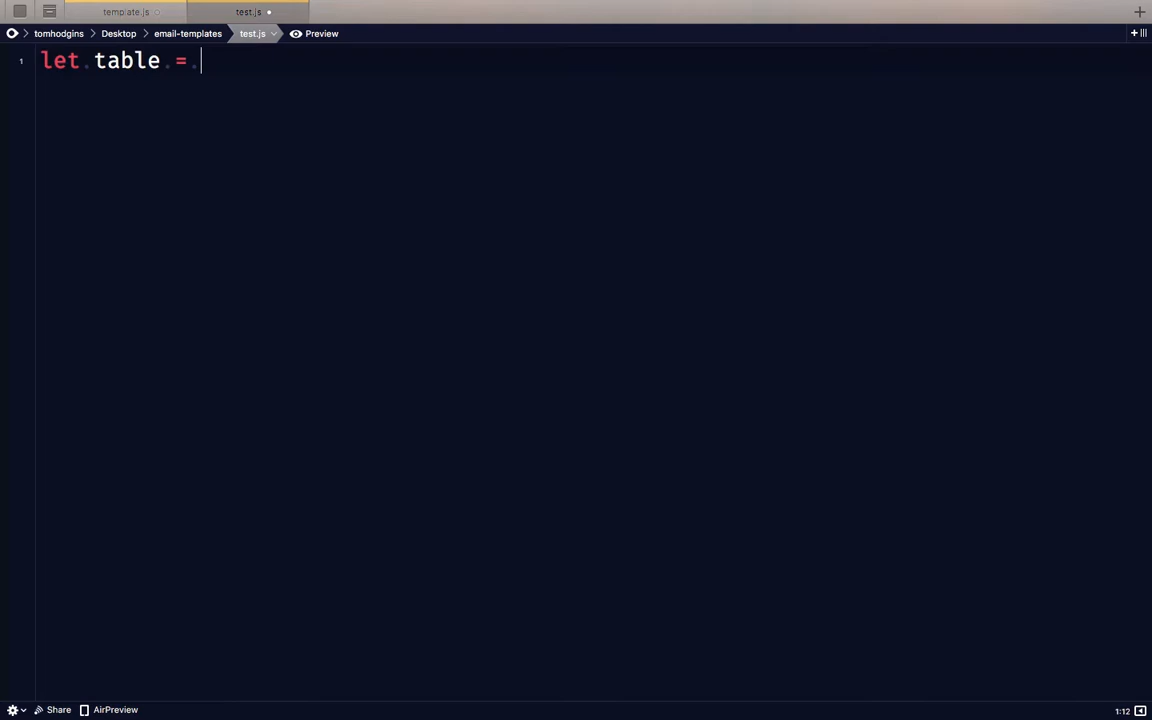 template.js
test.js
tomhodgins Desktop email-templates test.js Preview
1 let table =
Share AirPreview 1:12